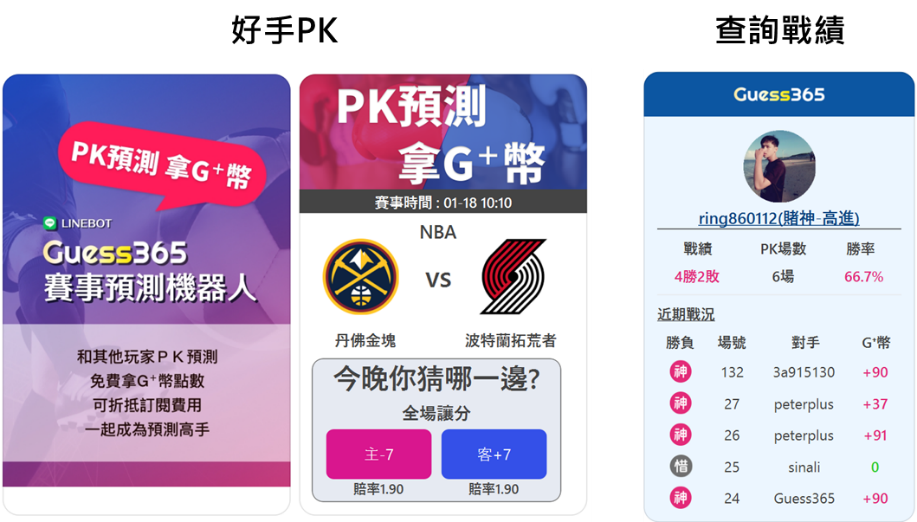 好手PK
查詢戰績
PK預測 拿G⁺幣
LINEBOT
Guess365
賽事預測機器人
和其他玩家PK預測
免費拿G⁺幣點數
可折抵訂閱費用
一起成為預測高手
PK預測
拿G⁺幣
賽事時間 : 01-18 10:10
NBA
VS
丹佛金塊 波特蘭拓荒者
今晚你猜哪一邊?
全場讓分
主-7 客+7
賠率1.90 賠率1.90
Guess365
ring860112(賭神-高進)
戰績 PK場數 勝率
4勝2敗 6場 66.7%
近期戰況
勝負 場號 對手 G⁺幣
神 132 3a915130 +90
神 27 peterplus +37
神 26 peterplus +91
惜 25 sinali 0
神 24 Guess365 +90